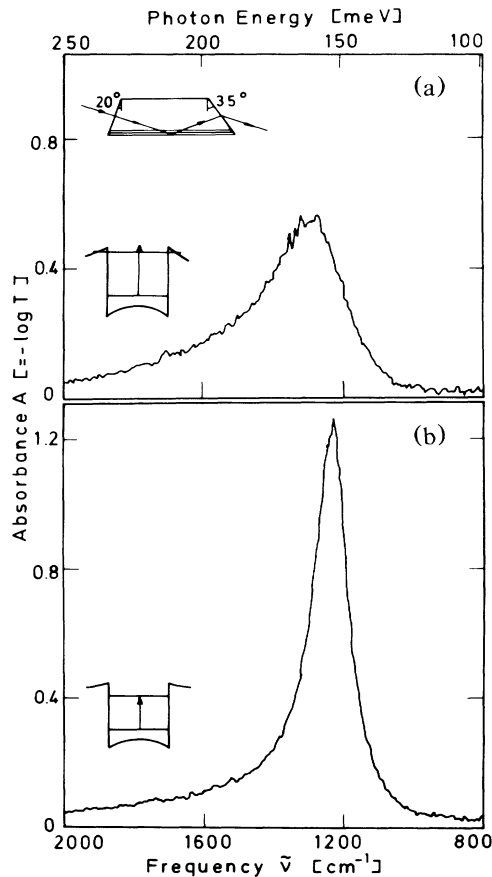 Photon Energy [meV]
250 200 150 100
(a)
20° 35°
0.8
0.4
0
Absorbance A [=-logT]
(b)
1.2
0.8
0.4
0
2000 1600 1200 800
Frequency ν̃ [cm⁻¹]